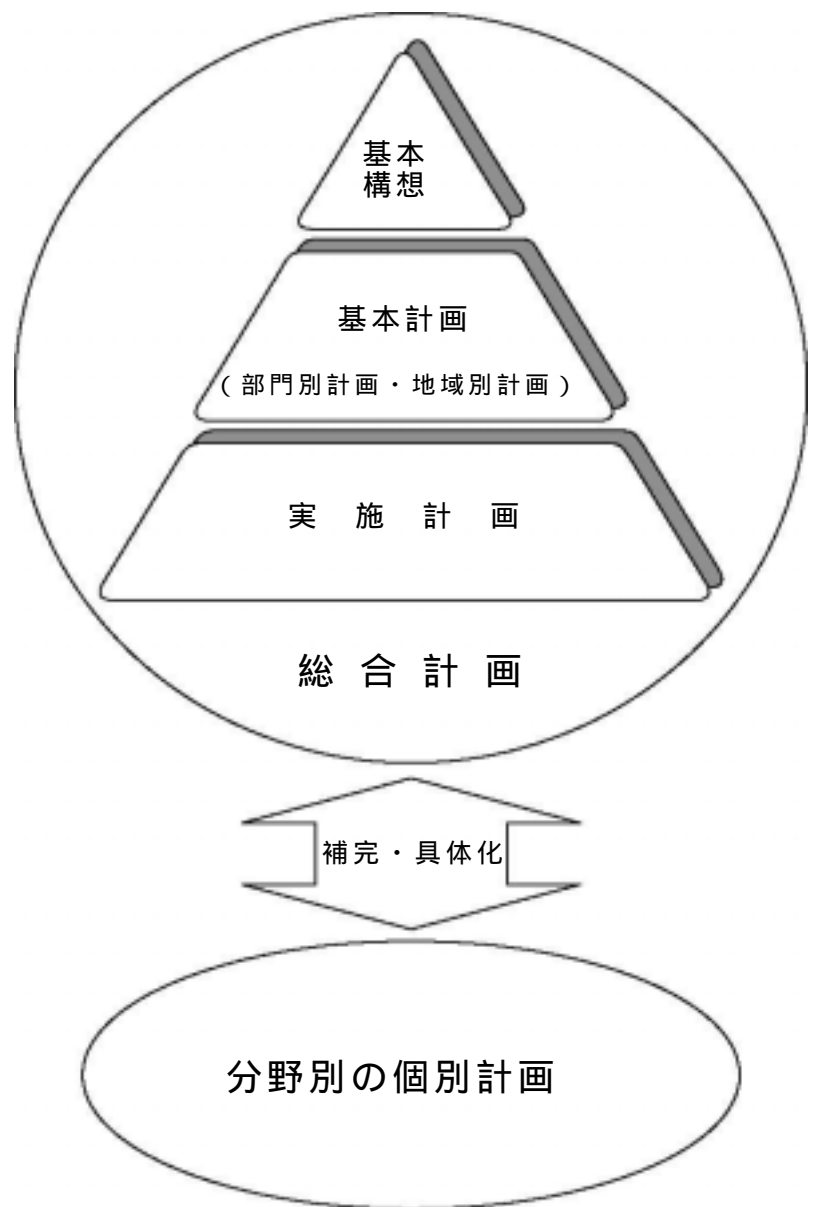 基本
構想
基本計画
（部門別計画・地域別計画）
実施計画
総合計画
補完・具体化
分野別の個別計画